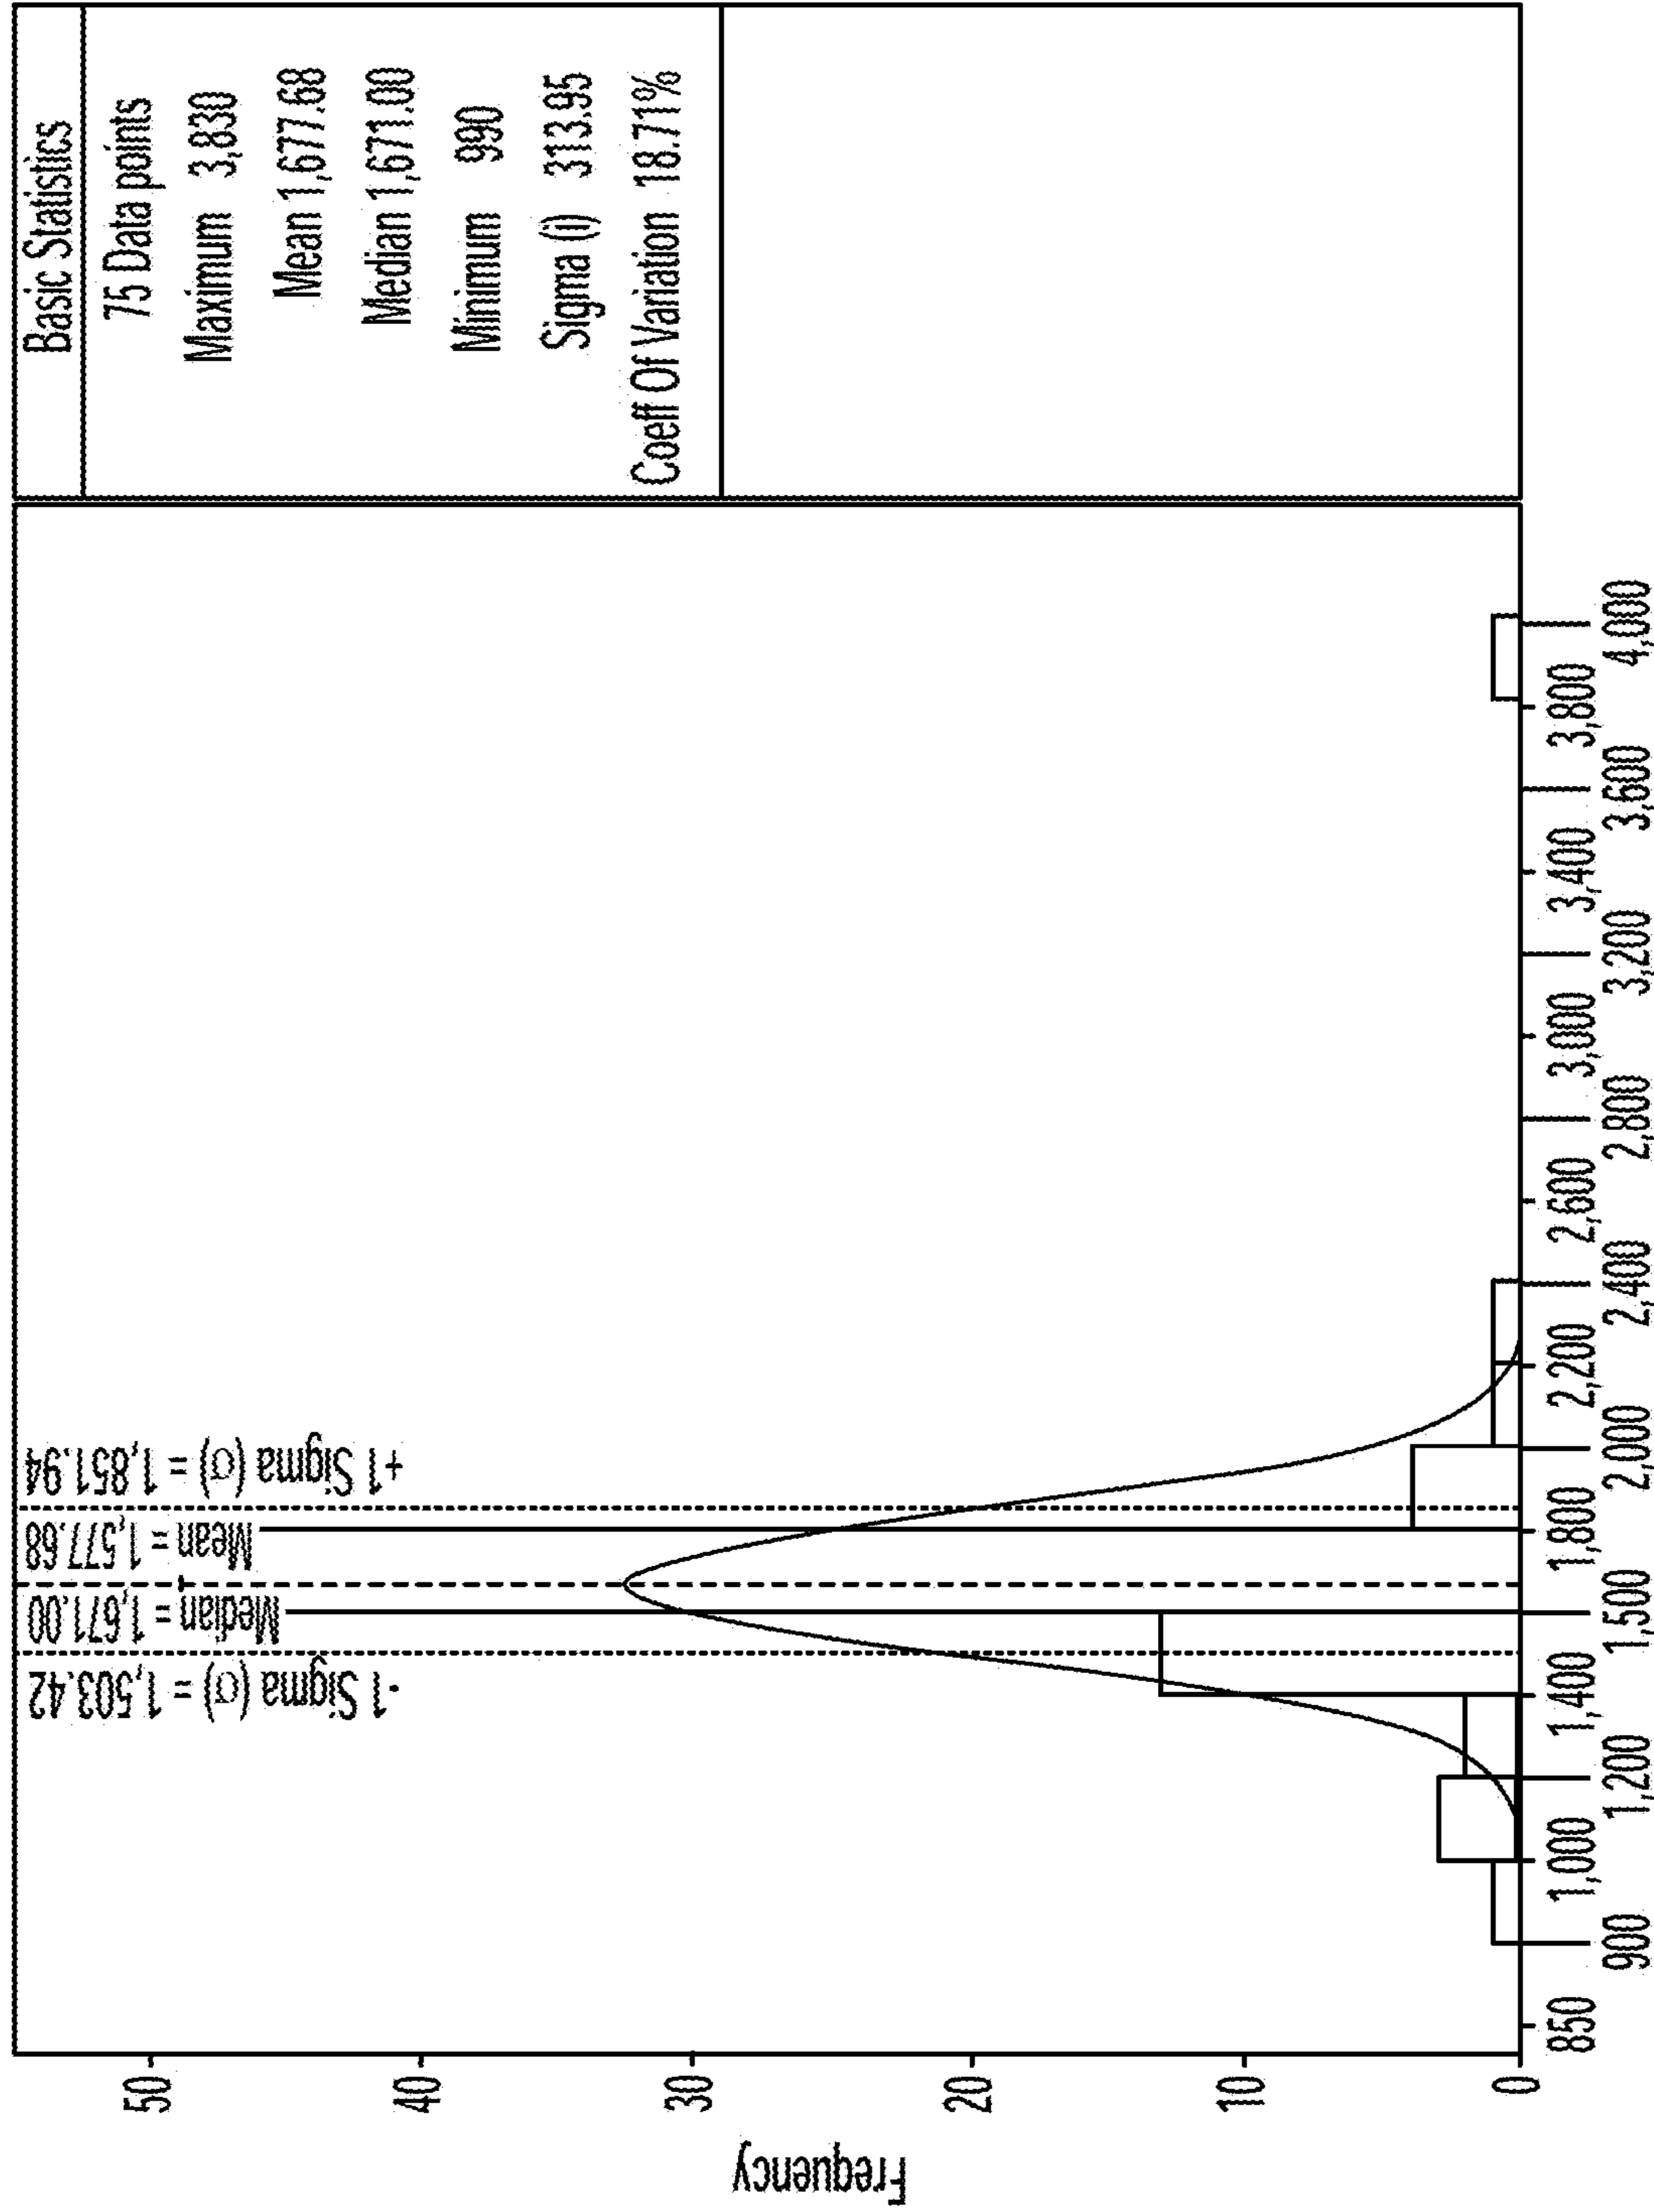 Basic Statistics
75 Data points
Maximum 3,830
Mean 1,677.68
Median 1,671.00
Minimum 990
Sigma (i) 313.95
Coeff Of Variation 18.71%
-1 Sigma (σ) = 1,503.42
Median = 1,671.00
Mean = 1,577.68
+1 Sigma (σ) = 1,851.94
Frequency
50
40
30
20
10
0
850 1,000 1,400 1,800 2,200 2,600 3,000 3,400 3,800
900 1,200 1,500 2,000 2,400 2,800 3,200 3,600 4,000